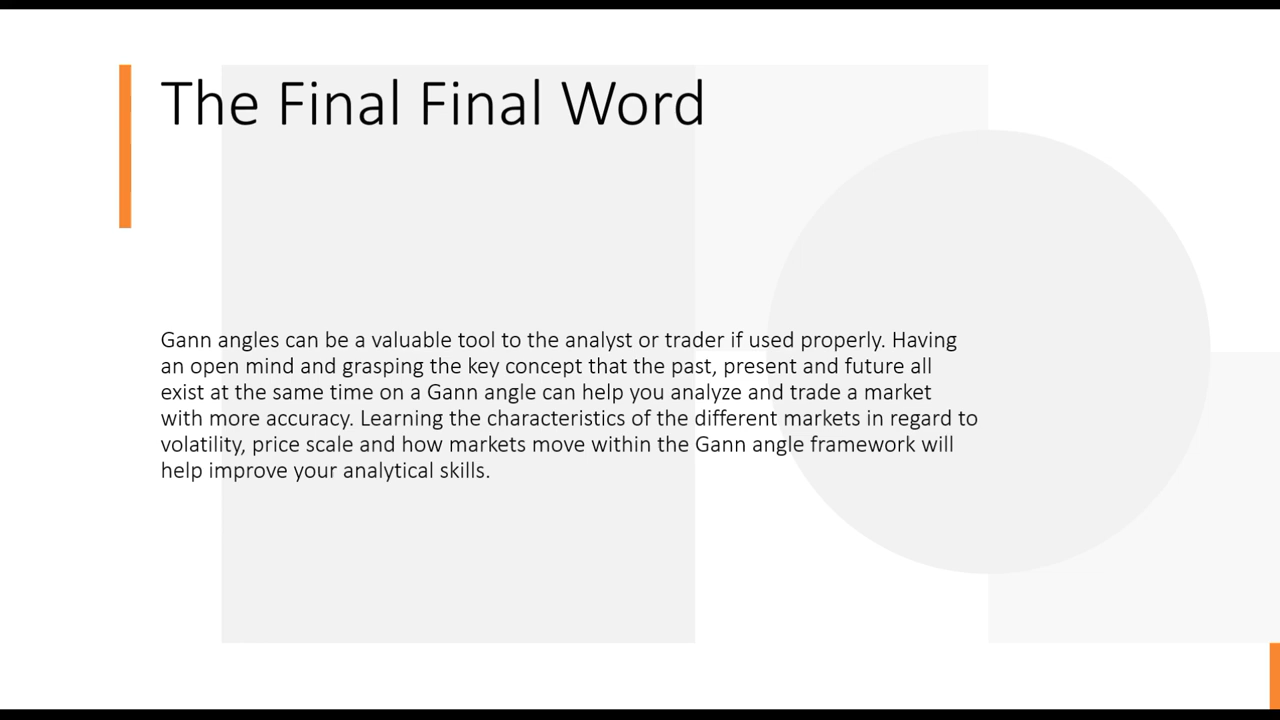 The Final Final Word
Gann angles can be a valuable tool to the analyst or trader if used properly. Having
an open mind and grasping the key concept that the past, present and future all
exist at the same time on a Gann angle can help you analyze and trade a market
with more accuracy. Learning the characteristics of the different markets in regard to
volatility, price scale and how markets move within the Gann angle framework will
help improve your analytical skills.